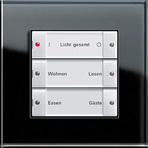 I Licht gesamt O
Wohnen Lesen
Essen Gäste